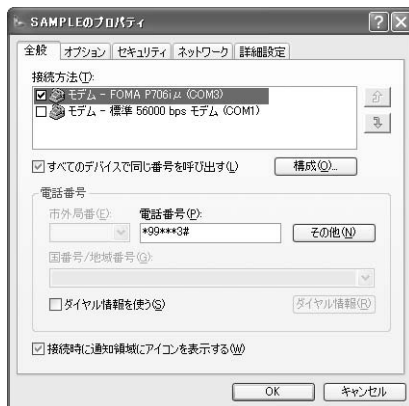 SAMPLEのプロパティ
全般 オプション セキュリティ ネットワーク 詳細設定
接続方法(T):
モデム - FOMA P706iμ (COM3)
モデム - 標準 56000 bps モデム (COM1)
すべてのデバイスで同じ番号を呼び出す(L) 構成(O)...
電話番号
市外局番(E): 電話番号(P):
*99***3# その他(N)
国番号/地域番号(G):
ダイヤル情報を使う(S) ダイヤル情報(R)
接続時に通知領域にアイコンを表示する(W)
OK キャンセル